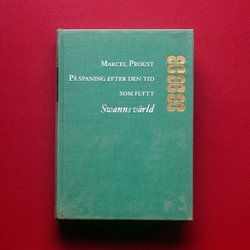 MARCEL PROUST
PÅ SPANING EFTER DEN TID
SOM FLYTT
Swanns värld